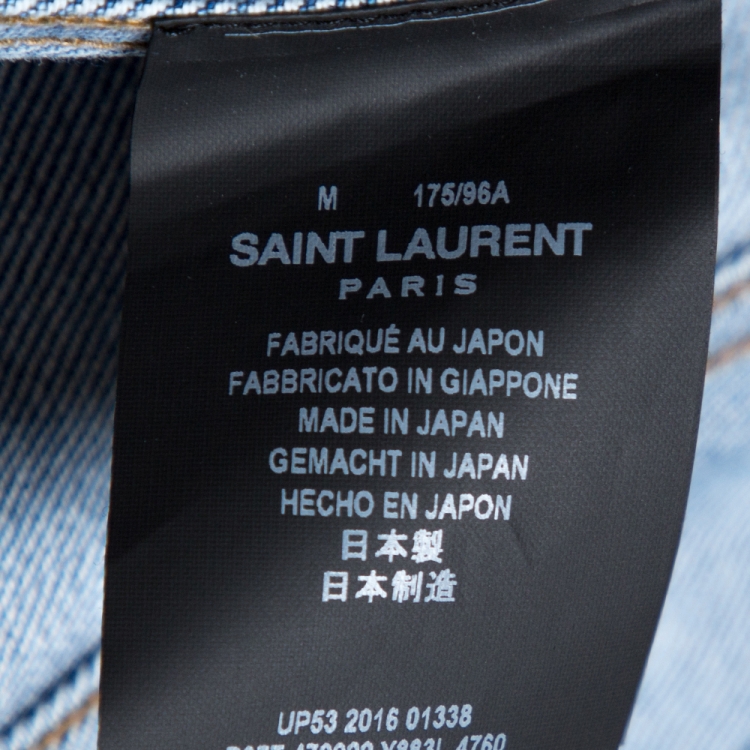 M 175/96A
SAINT LAURENT
PARIS
FABRIQUÉ AU JAPON
FABBRICATO IN GIAPPONE
MADE IN JAPAN
GEMACHT IN JAPAN
HECHO EN JAPON
日本製
日本制造
UP53 2016 01338
4760